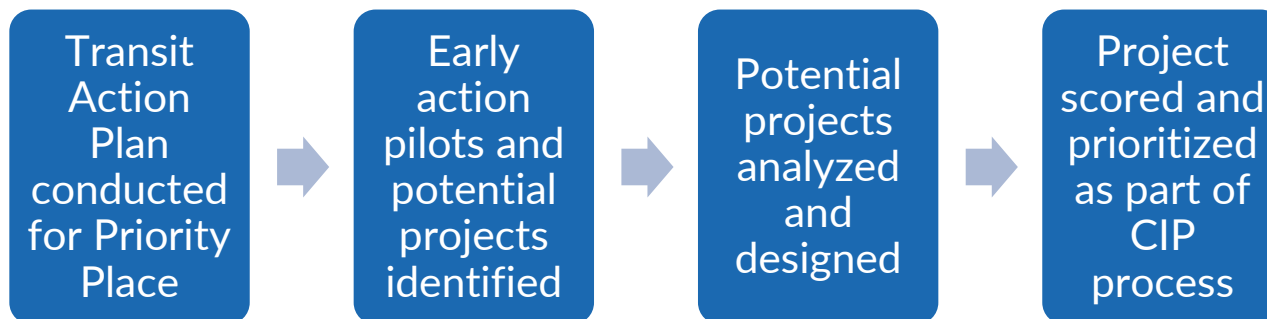 Transit
Action
Plan
conducted
for Priority
Place
Early
action
pilots and
potential
projects
identified
Potential
projects
analyzed
and
designed
Project
scored and
prioritized
as part of
CIP
process